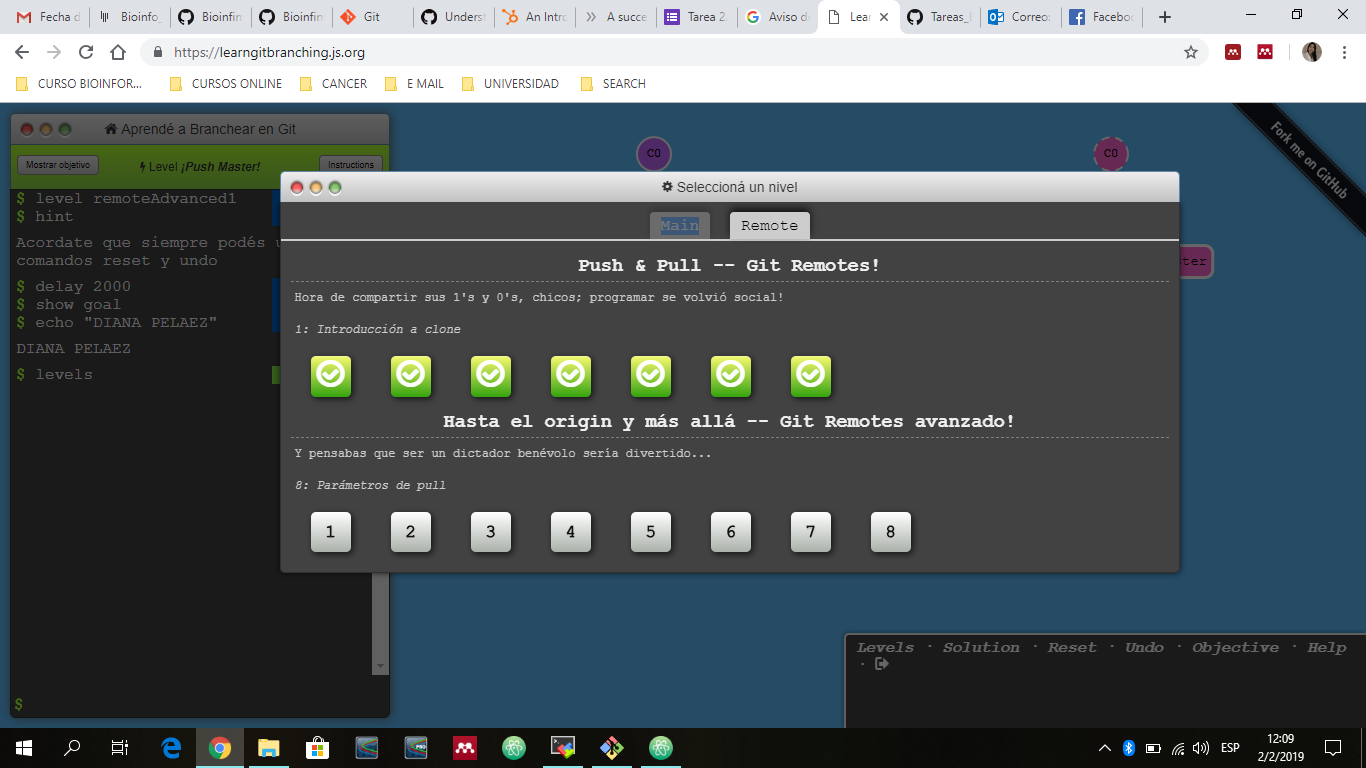 Fecha d
Bioinfo_
Bioinfin
Bioinfin
Git
Underst
An Intro
A succe
Tarea 2.
Aviso d
Lear
Tareas_
Correo
Faceboo
https://learngitbranching.js.org
CURSO BIOINFOR...
CURSOS ONLINE
CANCER
E MAIL
UNIVERSIDAD
SEARCH
Aprendé a Branchear en Git
Mostrar objetivo
Level ¡Push Master!
Instructions
$ level remoteAdvanced1
$ hint
Acordate que siempre podés u
comandos reset y undo
$ delay 2000
$ show goal
$ echo "DIANA PELAEZ"
DIANA PELAEZ
$ levels
$
C0
C0
ter
Fork me on GitHub
Seleccioná un nivel
Main
Remote
Push & Pull -- Git Remotes!
Hora de compartir sus 1's y 0's, chicos; programar se volvió social!
1: Introducción a clone
Hasta el origin y más allá -- Git Remotes avanzado!
Y pensabas que ser un dictador benévolo sería divertido...
8: Parámetros de pull
1 2 3 4 5 6 7 8
Levels · Solution · Reset · Undo · Objective · Help
·
PRO
ESP
12:09
2/2/2019